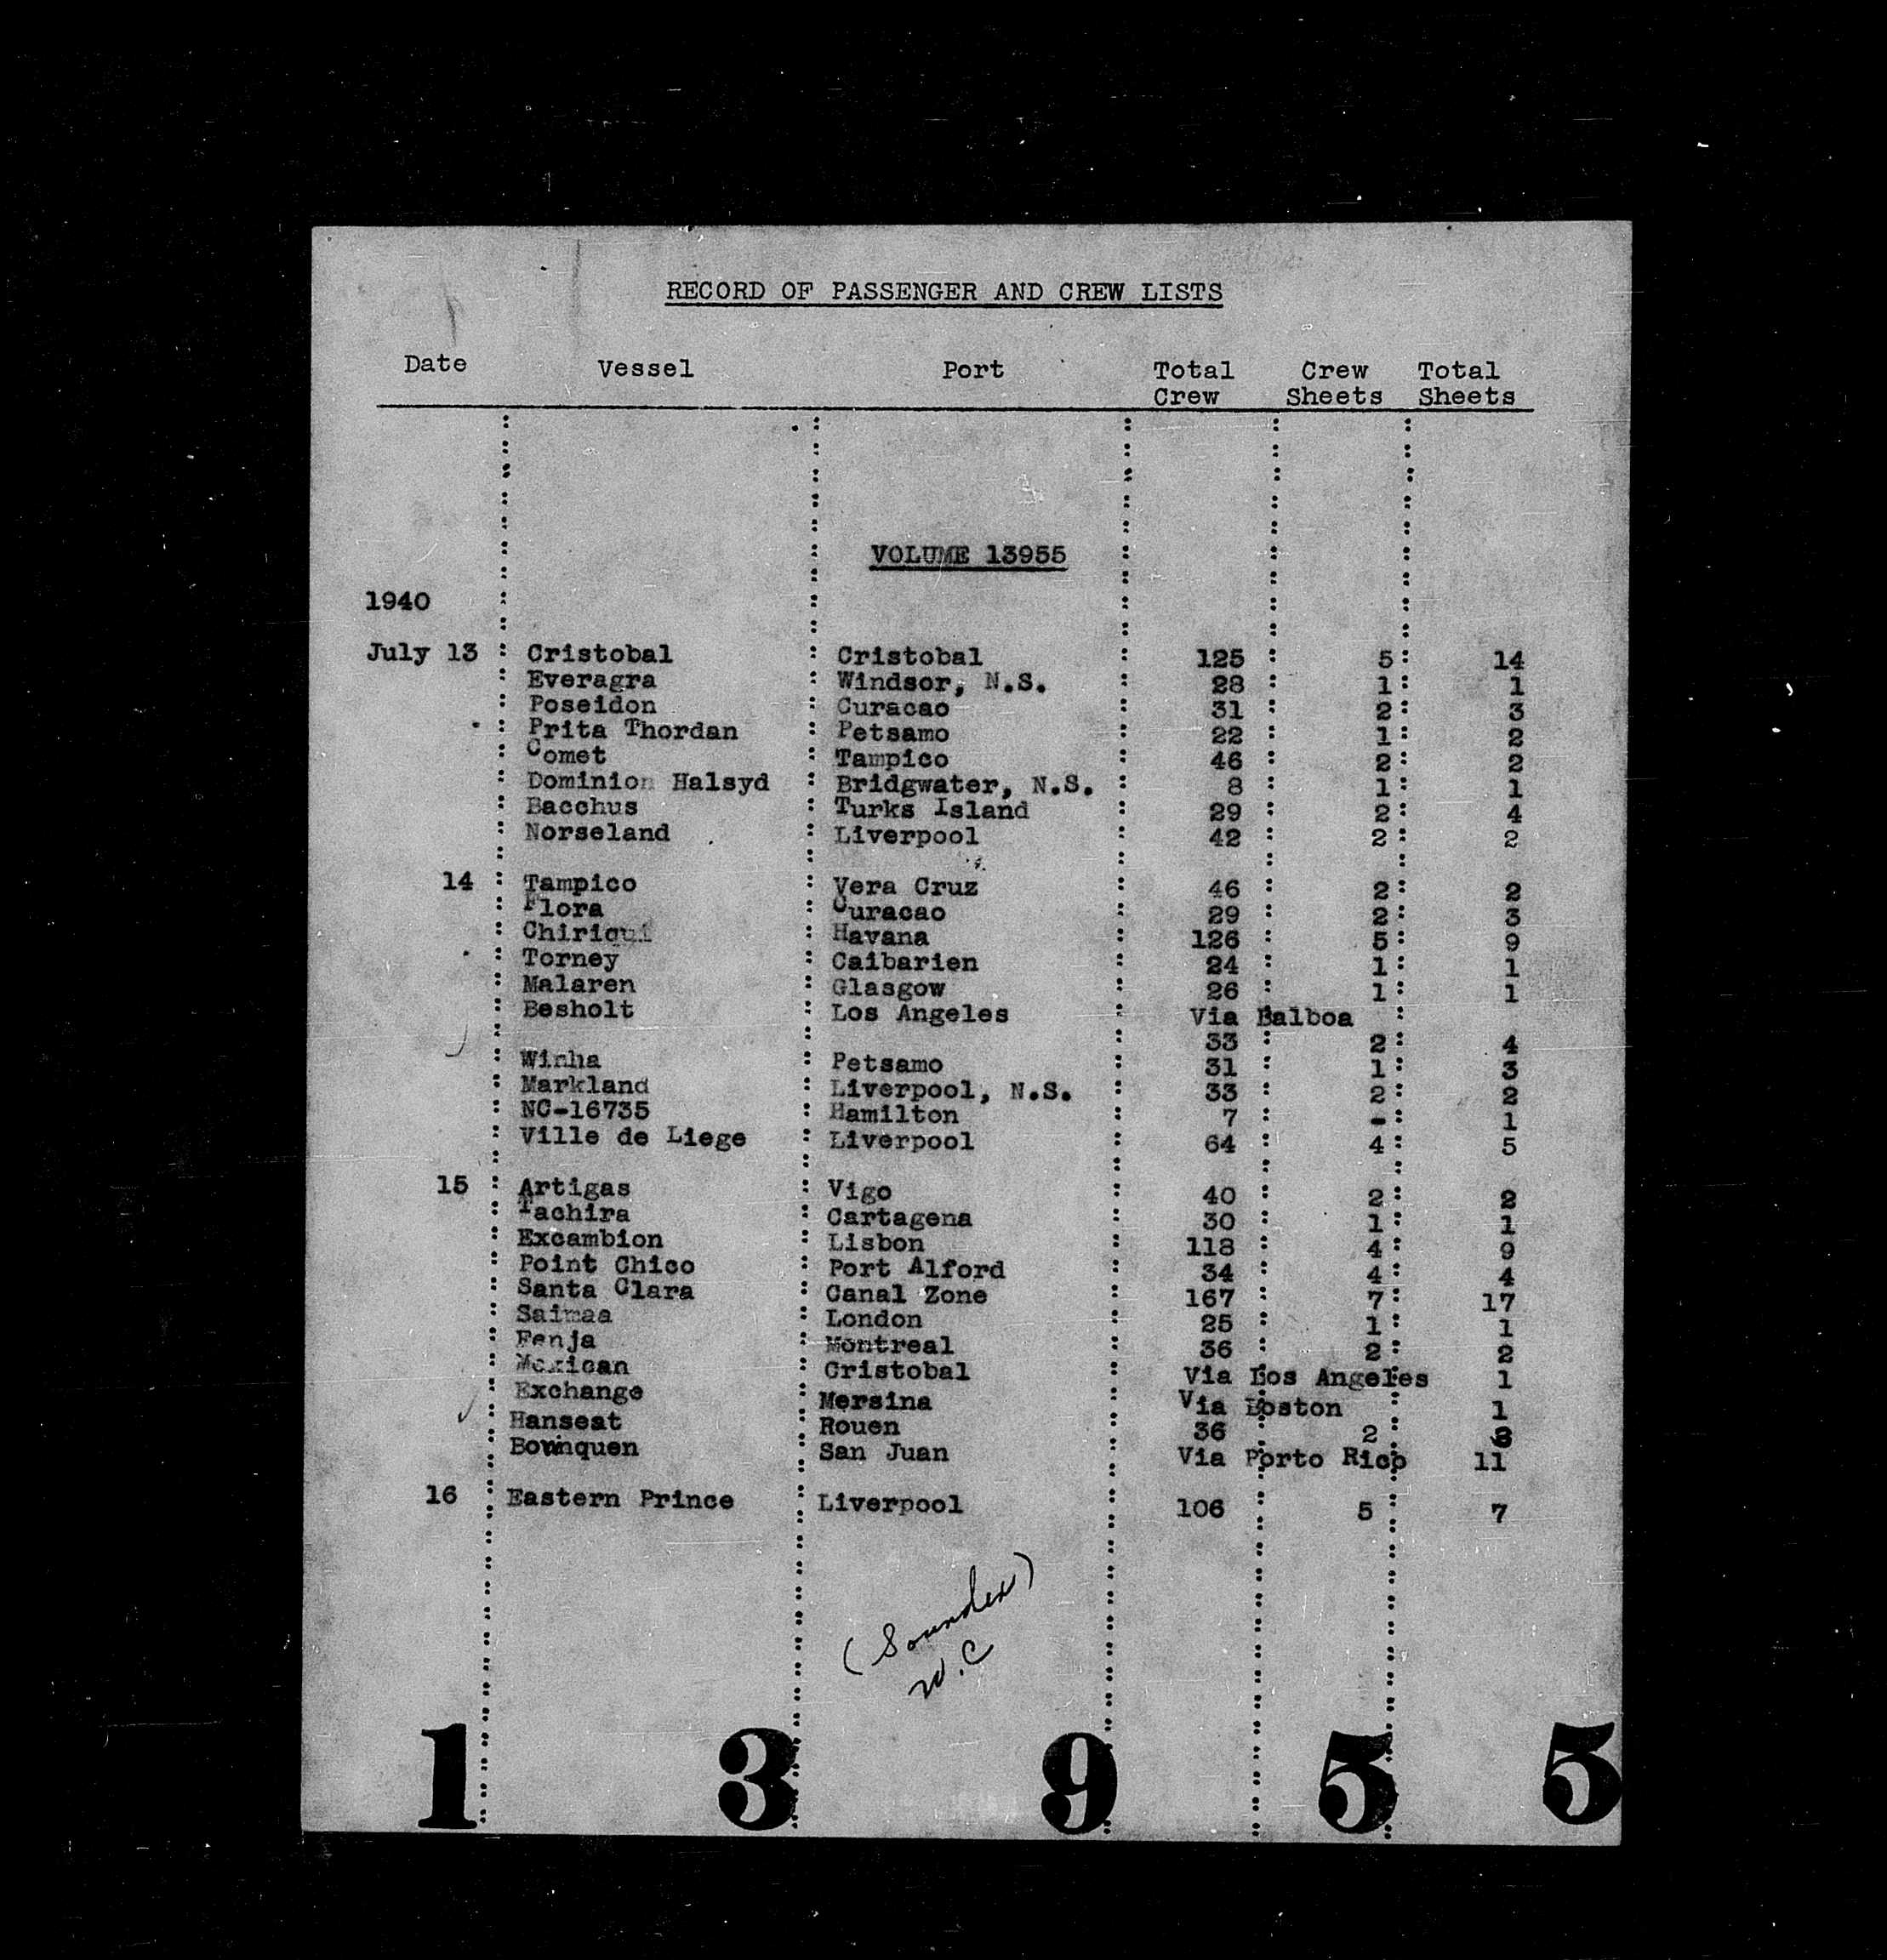 RECORD OF PASSENGER AND CREW LISTS
Date Vessel Port Total Crew Crew Sheets Total Sheets
VOLUME 13955
1940
July 13 : Cristobal : Cristobal : 125 : 5 : 14
: Everagra : Windsor, N.S. : 28 : 1 : 1
: Poseidon : Curacao : 31 : 2 : 3
: Prita Thordan : Petsamo : 22 : 1 : 2
: Comet : Tampico : 46 : 2 : 2
: Dominion Halsyd : Bridgwater, N.S. : 8 : 1 : 1
: Bacchus : Turks Island : 29 : 2 : 4
: Norseland : Liverpool : 42 : 2 : 2
14 : Tampico : Vera Cruz : 46 : 2 : 2
: Flora : Curacao : 29 : 2 : 3
: Chiriqui : Havana : 126 : 5 : 9
: Torney : Caibarien : 24 : 1 : 1
: Malaren : Glasgow : 26 : 1 : 1
: Besholt : Los Angeles : Via Balboa :
33 : 2 : 4
: Winha : Petsamo : 31 : 1 : 3
: Markland : Liverpool, N.S. : 33 : 2 : 2
: NC-16735 : Hamilton : 7 : - : 1
: Ville de Liege : Liverpool : 64 : 4 : 5
15 : Artigas : Vigo : 40 : 2 : 2
: Tachira : Cartagena : 30 : 1 : 1
: Excambion : Lisbon : 118 : 4 : 9
: Point Chico : Port Alford : 34 : 4 : 4
: Santa Clara : Canal Zone : 167 : 7 : 17
: Saimaa : London : 25 : 1 : 1
: Fenja : Montreal : 36 : 2 : 2
: Mexican : Cristobal : Via Los Angeles 1
: Exchange : Mersina : Via Boston : 1
: Hanseat : Rouen : 36 : 2 :
: Borinquen : San Juan : Via Porto Rico 11
16 : Eastern Prince : Liverpool : 106 : 5 : 7
(Soundex)
W.C
1 3 9 5 5